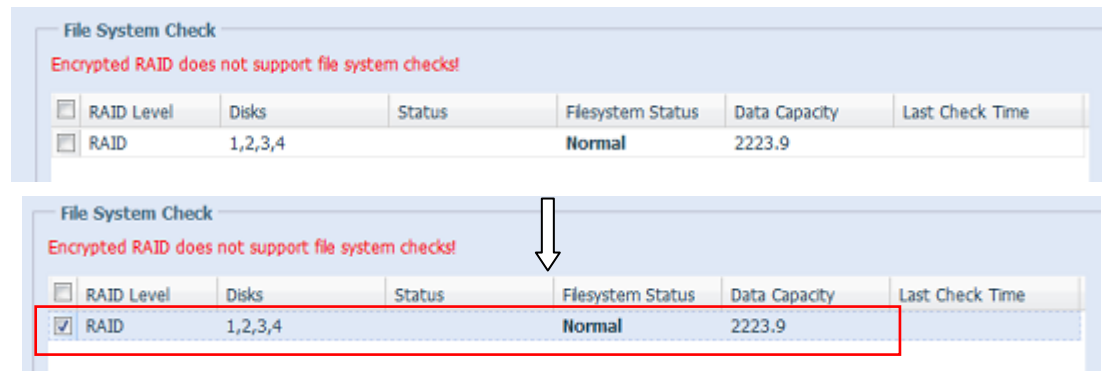 File System Check
Encrypted RAID does not support file system checks!
RAID Level Disks Status Filesystem Status Data Capacity Last Check Time
RAID 1,2,3,4 Normal 2223.9
File System Check
Encrypted RAID does not support file system checks!
RAID Level Disks Status Filesystem Status Data Capacity Last Check Time
RAID 1,2,3,4 Normal 2223.9